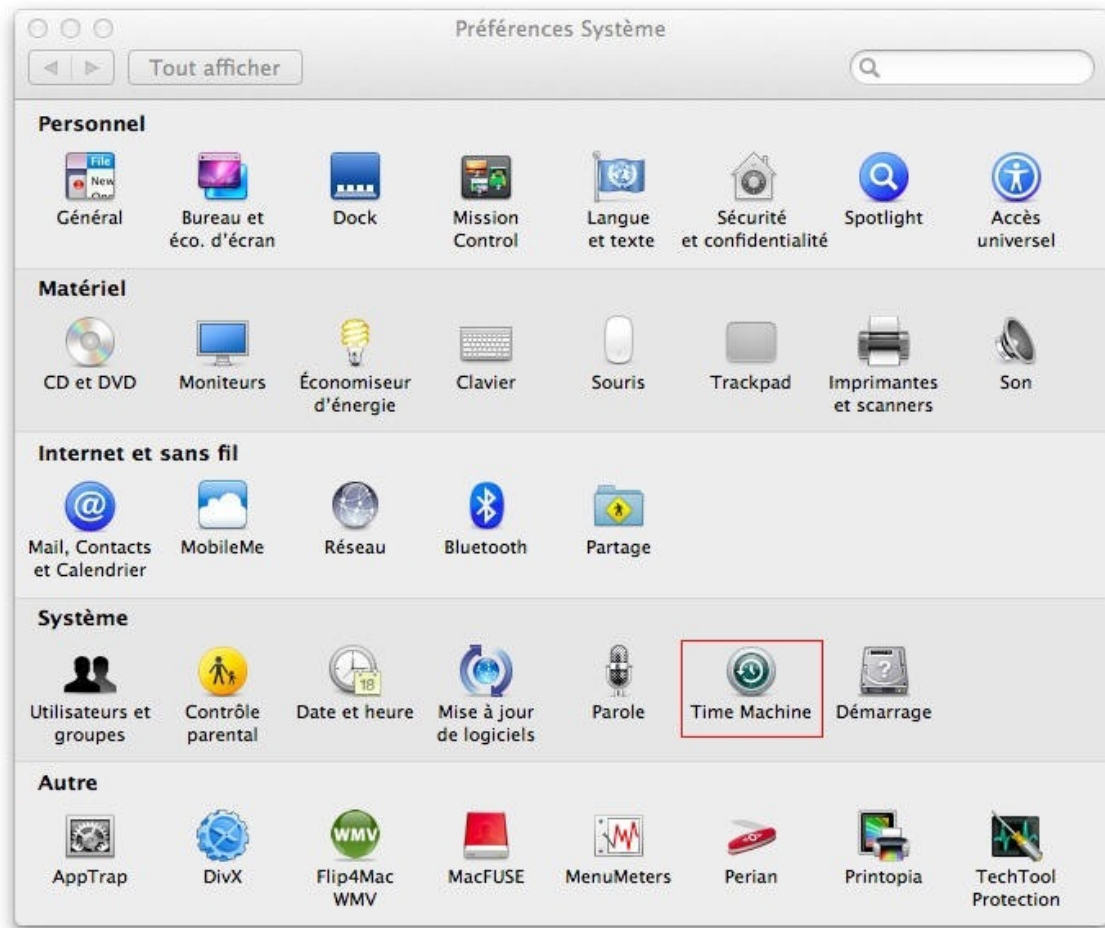 Préférences Système
Tout afficher
Personnel
File
New
Général
Bureau et
éco. d'écran
Dock
Mission
Control
Langue
et texte
Sécurité
et confidentialité
Spotlight
Accès
universel
Matériel
CD et DVD
Moniteurs
Économiseur
d'énergie
Clavier
Souris
Trackpad
Imprimantes
et scanners
Son
Internet et sans fil
@
Mail, Contacts
et Calendrier
MobileMe
Réseau
Bluetooth
Partage
Système
Utilisateurs et
groupes
Contrôle
parental
18
Date et heure
Mise à jour
de logiciels
Parole
Time Machine
?
Démarrage
Autre
AppTrap
DivX
WMV
Flip4Mac
WMV
MacFUSE
MenuMeters
Perian
Printopia
TechTool
Protection